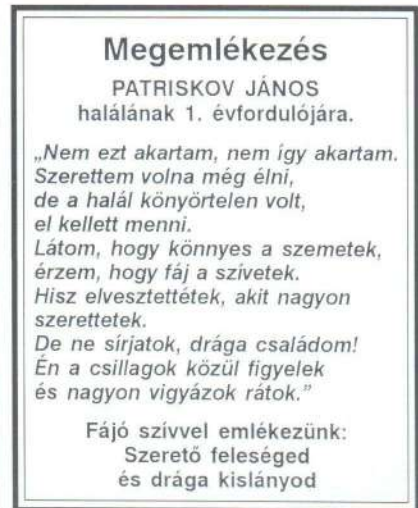 Megemlékezés
PATRISKOV JÁNOS
halálának 1. évfordulójára.
„Nem ezt akartam, nem így akartam.
Szerettem volna még élni,
de a halál könyörtelen volt,
el kellett menni.
Látom, hogy könnyes a szemetek,
érzem, hogy fáj a szívetek.
Hisz elvesztettétek, akit nagyon
szerettetek.
De ne sírjatok, drága családom!
Én a csillagok közül figyelek
és nagyon vigyázok rátok.”
Fájó szívvel emlékezünk:
Szerető feleséged
és drága kislányod